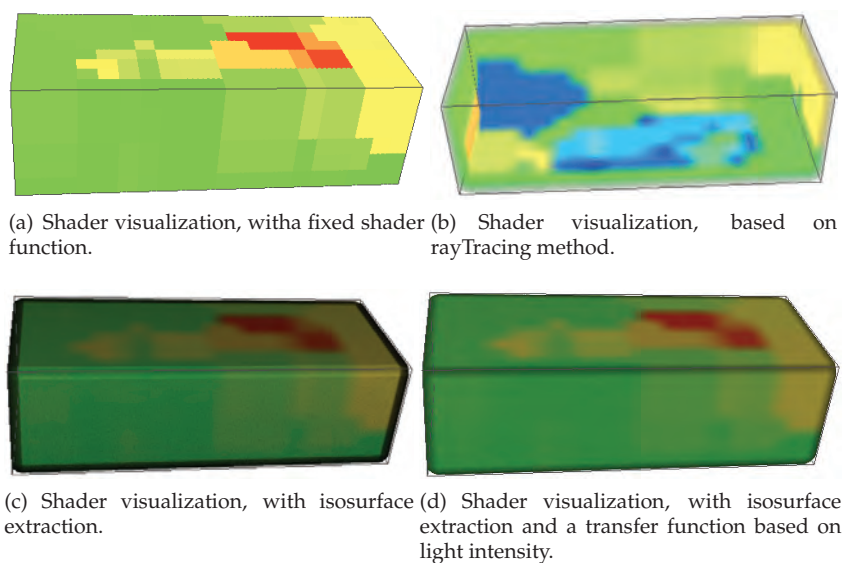 (a) Shader visualization, witha fixed shader
function.
(b) Shader visualization, based on
rayTracing method.
(c) Shader visualization, with isosurface
extraction.
(d) Shader visualization, with isosurface
extraction and a transfer function based on
light intensity.